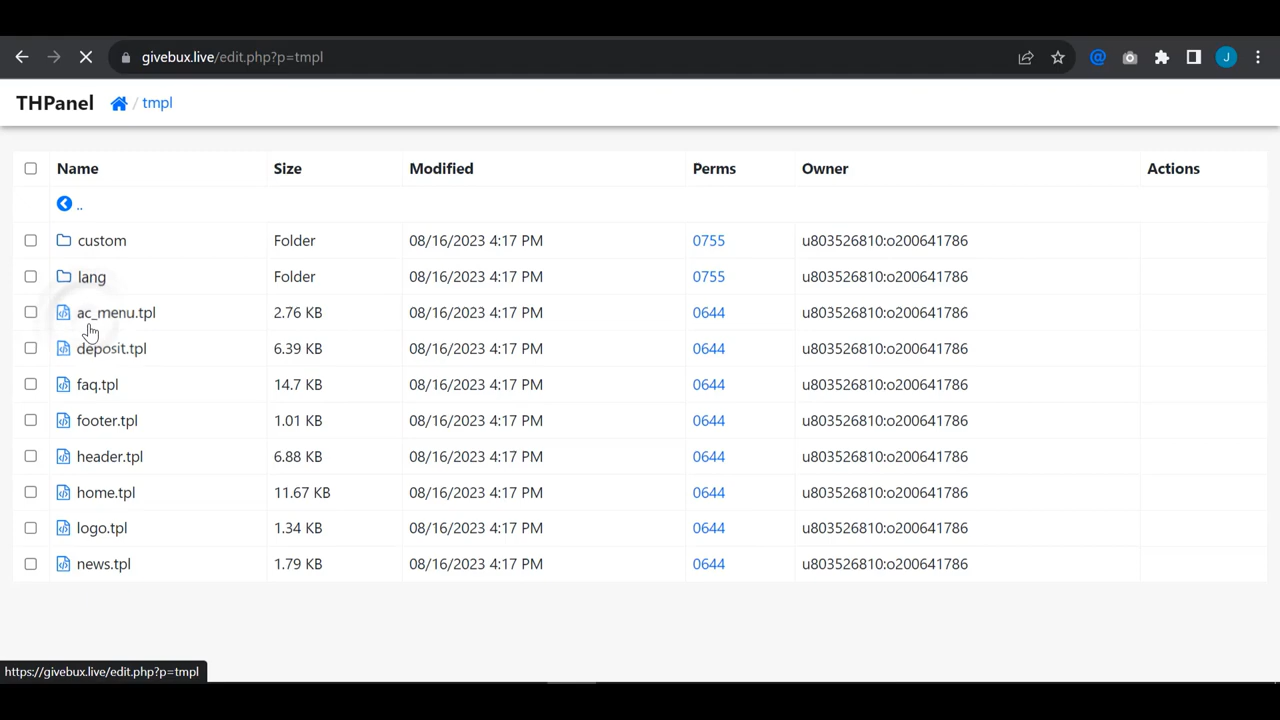 givebux.live/edit.php?p=tmpl
J
THPanel / tmpl
Name Size Modified Perms Owner Actions
..
custom Folder 08/16/2023 4:17 PM 0755 u803526810:o200641786
lang Folder 08/16/2023 4:17 PM 0755 u803526810:o200641786
ac_menu.tpl 2.76 KB 08/16/2023 4:17 PM 0644 u803526810:o200641786
deposit.tpl 6.39 KB 08/16/2023 4:17 PM 0644 u803526810:o200641786
faq.tpl 14.7 KB 08/16/2023 4:17 PM 0644 u803526810:o200641786
footer.tpl 1.01 KB 08/16/2023 4:17 PM 0644 u803526810:o200641786
header.tpl 6.88 KB 08/16/2023 4:17 PM 0644 u803526810:o200641786
home.tpl 11.67 KB 08/16/2023 4:17 PM 0644 u803526810:o200641786
logo.tpl 1.34 KB 08/16/2023 4:17 PM 0644 u803526810:o200641786
news.tpl 1.79 KB 08/16/2023 4:17 PM 0644 u803526810:o200641786
https://givebux.live/edit.php?p=tmpl